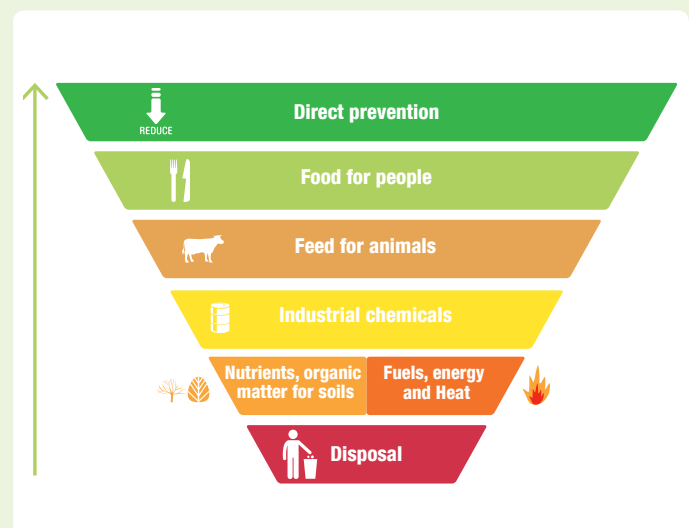 Direct prevention
REDUCE
Food for people
Feed for animals
Industrial chemicals
Nutrients, organic
matter for soils
Fuels, energy
and Heat
Disposal